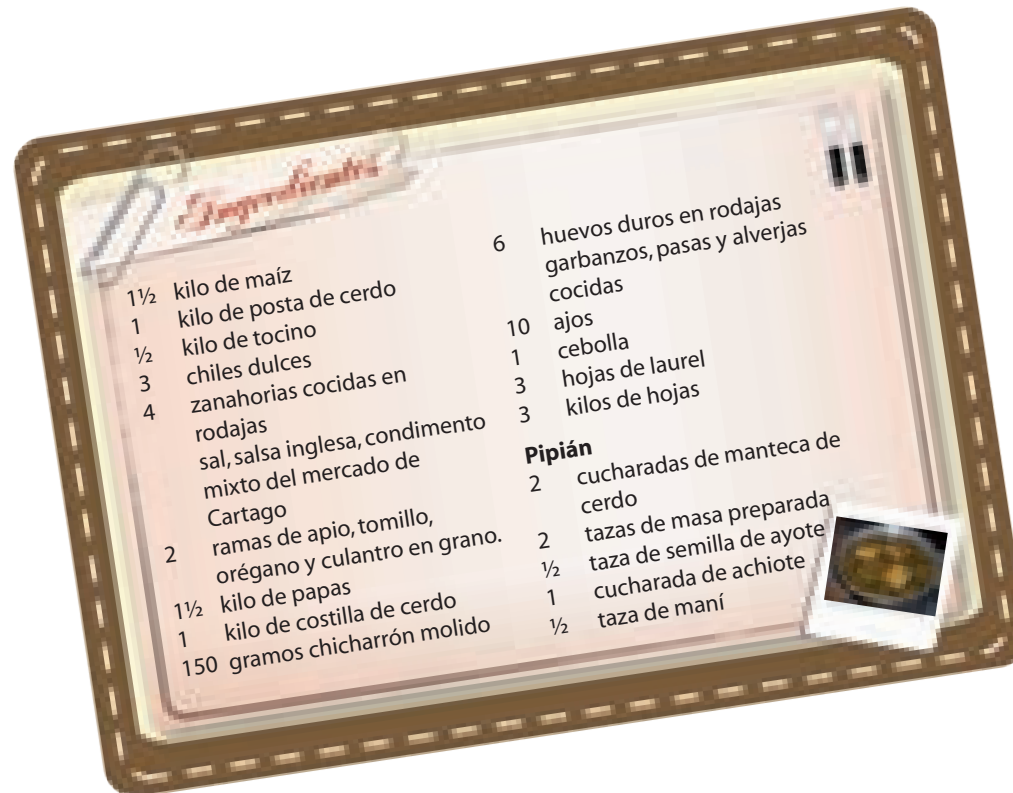 Ingredientes
1½ kilo de maíz
1 kilo de posta de cerdo
½ kilo de tocino
3 chiles dulces
4 zanahorias cocidas en
rodajas
sal, salsa inglesa, condimento
mixto del mercado de
Cartago
2 ramas de apio, tomillo,
orégano y culantro en grano.
1½ kilo de papas
1 kilo de costilla de cerdo
150 gramos chicharrón molido
6 huevos duros en rodajas
garbanzos, pasas y alverjas
cocidas
10 ajos
1 cebolla
3 hojas de laurel
3 kilos de hojas
Pipián
2 cucharadas de manteca de
cerdo
2 tazas de masa preparada
½ taza de semilla de ayote
1 cucharada de achiote
½ taza de maní